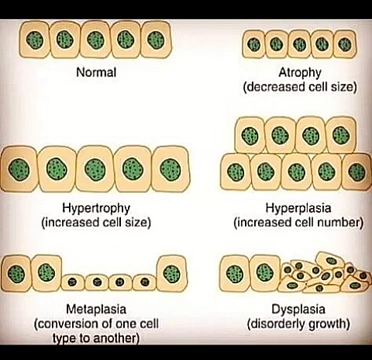 Normal
Atrophy
(decreased cell size)
Hypertrophy
(increased cell size)
Hyperplasia
(increased cell number)
Metaplasia
(conversion of one cell
type to another)
Dysplasia
(disorderly growth)